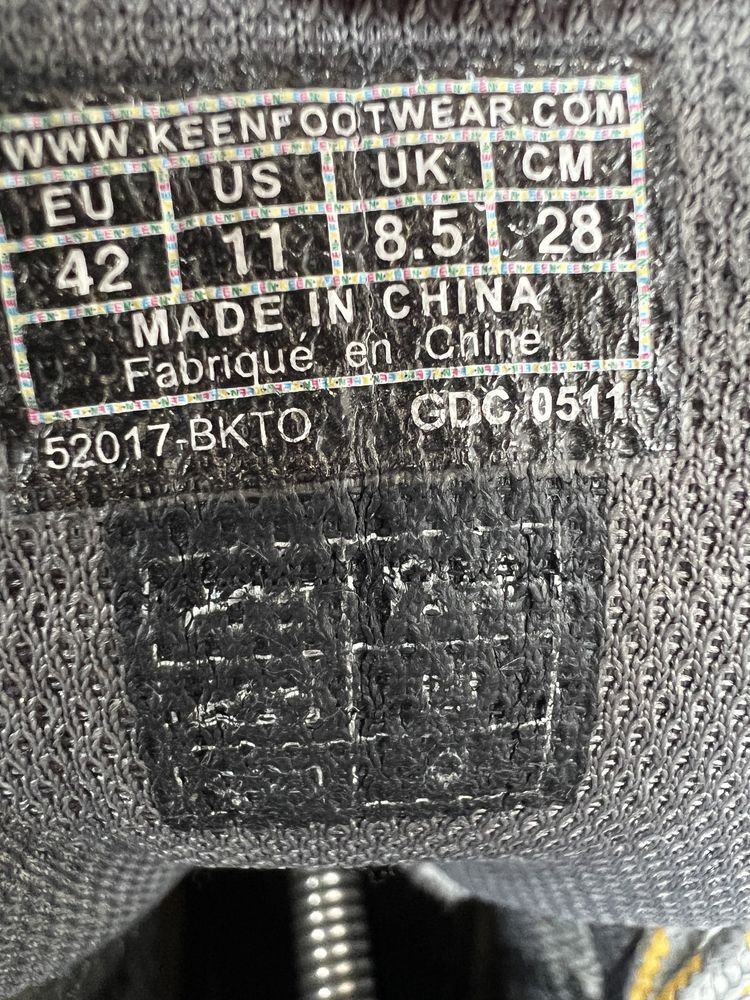 WWW.KEENFOOTWEAR.COM
EU US UK CM
42 11 8.5 28
MADE IN CHINA
Fabriqué en Chine
52017-BKTO GDC 0511